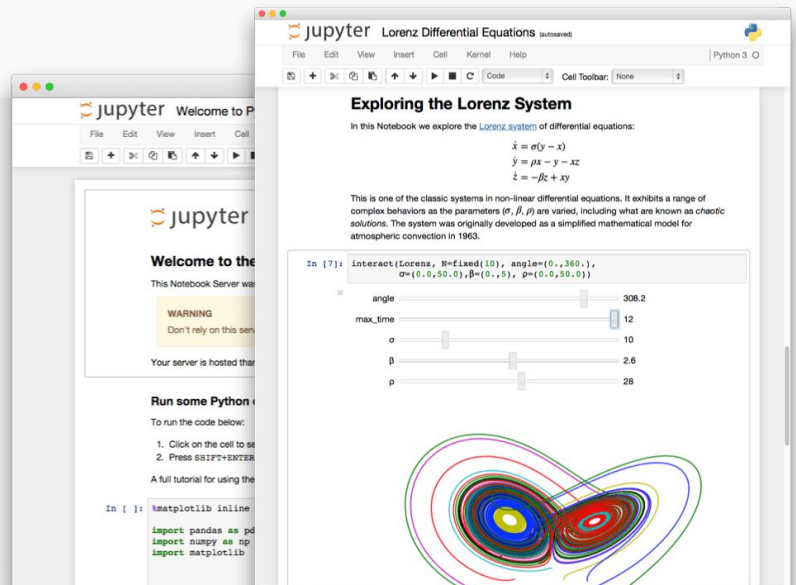 jupyter Lorenz Differential Equations (autosaved)
File Edit View Insert Cell Kernel Help Python 3
Code Cell Toolbar: None
Exploring the Lorenz System
In this Notebook we explore the Lorenz system of differential equations:
ẋ = σ(y − x)
ẏ = ρx − y − xz
ż = −βz + xy
This is one of the classic systems in non-linear differential equations. It exhibits a range of
complex behaviors as the parameters (σ, β, ρ) are varied, including what are known as chaotic
solutions. The system was originally developed as a simplified mathematical model for
atmospheric convection in 1963.
In [7]: interact(Lorenz, N=fixed(10), angle=(0.,360.),
σ=(0.0,50.0),β=(0.,5), ρ=(0.0,50.0))
angle 308.2
max_time 12
σ 10
β 2.6
ρ 28
jupyter Welcome to P
File Edit View Insert Cell
jupyter
Welcome to the
This Notebook Server was
WARNING
Don't rely on this serv
Your server is hosted than
Run some Python
To run the code below:
1. Click on the cell to se
2. Press SHIFT+ENTER
A full tutorial for using the
In [ ]: %matplotlib inline
import pandas as pd
import numpy as np
import matplotlib